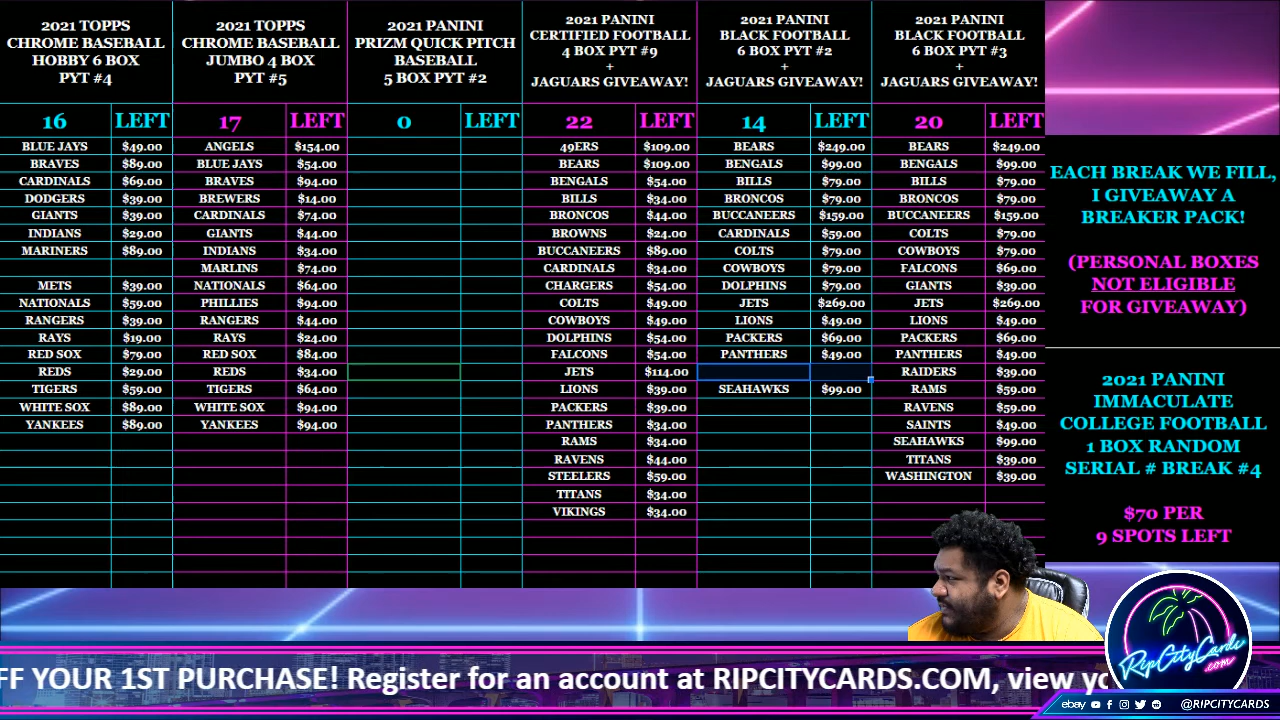 2021 TOPPS
CHROME BASEBALL
HOBBY 6 BOX
PYT #4
16 LEFT
BLUE JAYS $49.00
BRAVES $89.00
CARDINALS $69.00
DODGERS $39.00
GIANTS $39.00
INDIANS $29.00
MARINERS $89.00
METS $39.00
NATIONALS $59.00
RANGERS $39.00
RAYS $19.00
RED SOX $79.00
REDS $29.00
TIGERS $59.00
WHITE SOX $89.00
YANKEES $89.00
2021 TOPPS
CHROME BASEBALL
JUMBO 4 BOX
PYT #5
17 LEFT
ANGELS $154.00
BLUE JAYS $54.00
BRAVES $94.00
BREWERS $14.00
CARDINALS $74.00
GIANTS $44.00
INDIANS $34.00
MARLINS $74.00
NATIONALS $64.00
PHILLIES $94.00
RANGERS $44.00
RAYS $24.00
RED SOX $84.00
REDS $34.00
TIGERS $64.00
WHITE SOX $94.00
YANKEES $94.00
2021 PANINI
PRIZM QUICK PITCH
BASEBALL
5 BOX PYT #2
0 LEFT
2021 PANINI
CERTIFIED FOOTBALL
4 BOX PYT #9
+
JAGUARS GIVEAWAY!
22 LEFT
49ERS $109.00
BEARS $109.00
BENGALS $54.00
BILLS $34.00
BRONCOS $44.00
BROWNS $24.00
BUCCANEERS $89.00
CARDINALS $34.00
CHARGERS $54.00
COLTS $49.00
COWBOYS $49.00
DOLPHINS $54.00
FALCONS $54.00
JETS $114.00
LIONS $39.00
PACKERS $39.00
PANTHERS $34.00
RAMS $34.00
RAVENS $44.00
STEELERS $59.00
TITANS $34.00
VIKINGS $34.00
2021 PANINI
BLACK FOOTBALL
6 BOX PYT #2
+
JAGUARS GIVEAWAY!
14 LEFT
BEARS $249.00
BENGALS $99.00
BILLS $79.00
BRONCOS $79.00
BUCCANEERS $159.00
CARDINALS $59.00
COLTS $79.00
COWBOYS $79.00
DOLPHINS $79.00
JETS $269.00
LIONS $49.00
PACKERS $69.00
PANTHERS $49.00
SEAHAWKS $99.00
2021 PANINI
BLACK FOOTBALL
6 BOX PYT #3
+
JAGUARS GIVEAWAY!
20 LEFT
BEARS $249.00
BENGALS $99.00
BILLS $79.00
BRONCOS $79.00
BUCCANEERS $159.00
COLTS $79.00
COWBOYS $79.00
FALCONS $69.00
GIANTS $39.00
JETS $269.00
LIONS $49.00
PACKERS $69.00
PANTHERS $49.00
RAIDERS $39.00
RAMS $59.00
RAVENS $59.00
SAINTS $49.00
SEAHAWKS $99.00
TITANS $39.00
WASHINGTON $39.00
EACH BREAK WE FILL,
I GIVEAWAY A
BREAKER PACK!
(PERSONAL BOXES
NOT ELIGIBLE
FOR GIVEAWAY)
2021 PANINI
IMMACULATE
COLLEGE FOOTBALL
1 BOX RANDOM
SERIAL # BREAK #4
$70 PER
9 SPOTS LEFT
FF YOUR 1ST PURCHASE! Register for an account at RIPCITYCARDS.COM, view yo
RipCityCards
.com
ebay @RIPCITYCARDS